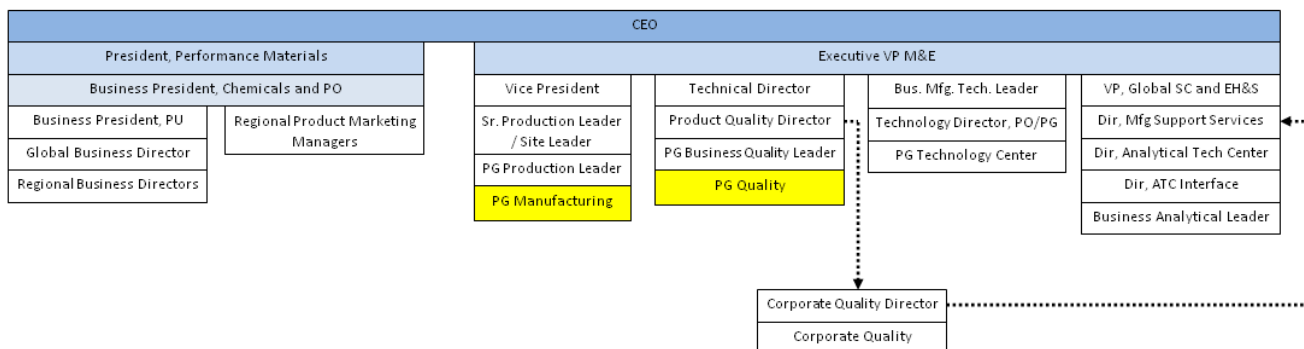 CEO
President, Performance Materials
Business President, Chemicals and PO
Business President, PU
Global Business Director
Regional Business Directors
Regional Product Marketing
Managers
Executive VP M&E
Vice President
Sr. Production Leader
/ Site Leader
PG Production Leader
PG Manufacturing
Technical Director
Product Quality Director
PG Business Quality Leader
PG Quality
Bus. Mfg. Tech. Leader
Technology Director, PO/PG
PG Technology Center
VP, Global SC and EH&S
Dir, Mfg Support Services
Dir, Analytical Tech Center
Dir, ATC Interface
Business Analytical Leader
Corporate Quality Director
Corporate Quality